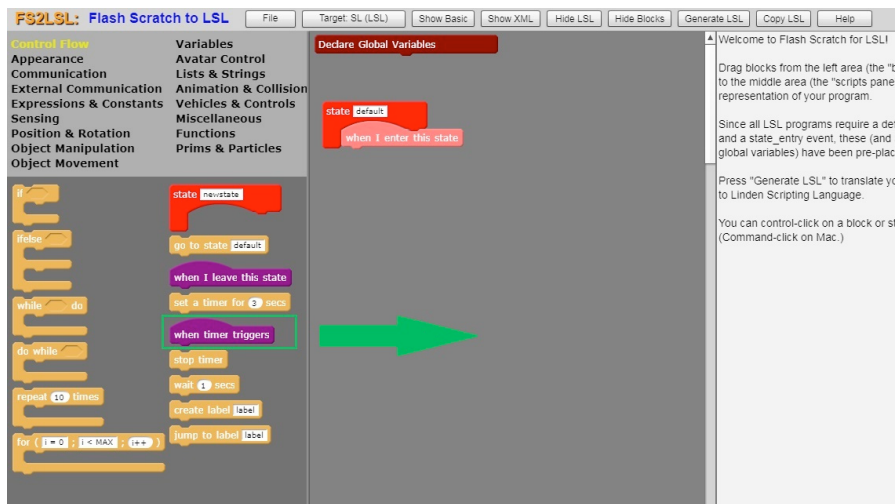 FS2LSL: Flash Scratch to LSL
File
Target: SL (LSL)
Show Basic
Show XML
Hide LSL
Hide Blocks
Generate LSL
Copy LSL
Help
Control Flow
Appearance
Communication
External Communication
Expressions & Constants
Sensing
Position & Rotation
Object Manipulation
Object Movement
Variables
Avatar Control
Lists & Strings
Animation & Collision
Vehicles & Controls
Miscellaneous
Functions
Prims & Particles
if
ifelse
while do
do while
repeat 10 times
for ( i = 0 ; i < MAX ; i++ )
state newstate
go to state default
when I leave this state
set a timer for 3 secs
when timer triggers
stop timer
wait 1 secs
create label label
jump to label label
Declare Global Variables
state default
when I enter this state
Welcome to Flash Scratch for LSL!
Drag blocks from the left area (the "b
to the middle area (the "scripts pane
representation of your program.
Since all LSL programs require a def
and a state_entry event, these (and
global variables) have been pre-plac
Press "Generate LSL" to translate yo
to Linden Scripting Language.
You can control-click on a block or st
(Command-click on Mac.)